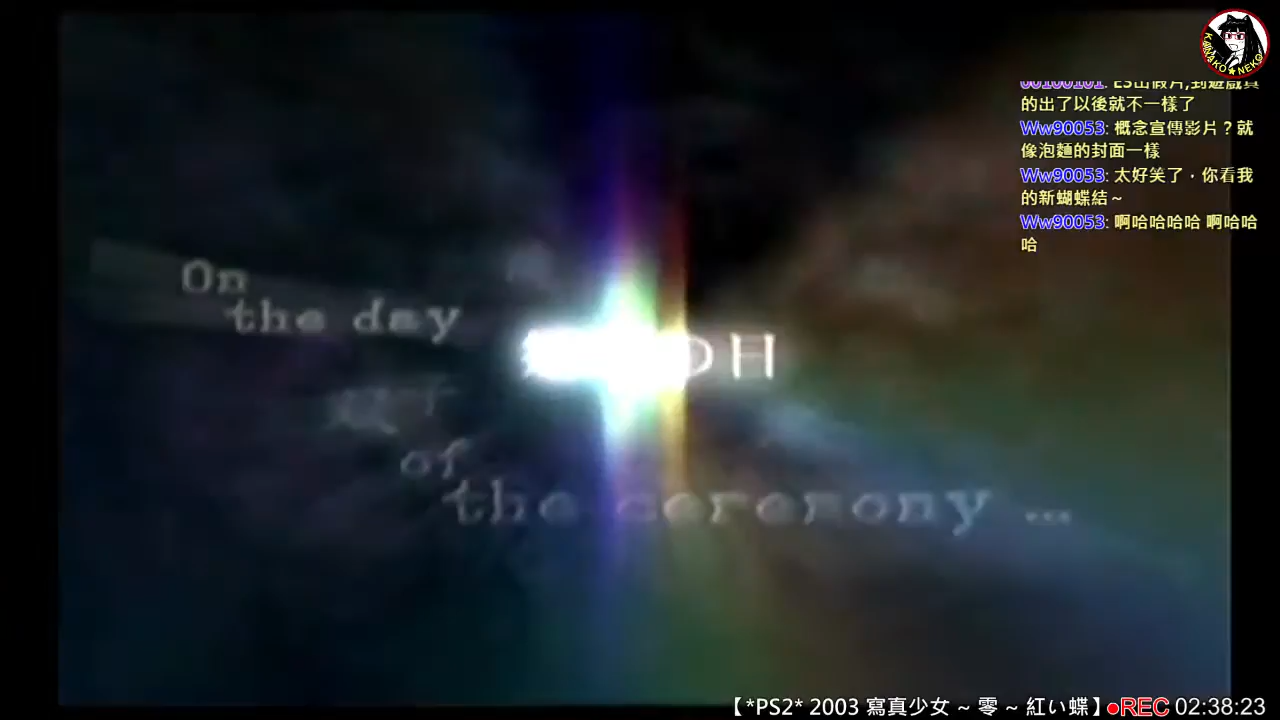 KANAKO★NEKO
的出了以後就不一樣了
Ww90053: 概念宣傳影片？就
像泡麵的封面一樣
Ww90053: 太好笑了，你看我
的新蝴蝶結～
Ww90053: 啊哈哈哈哈 啊哈哈
哈
On
the day
of
the ceremony ...
【*PS2* 2003 寫真少女 ~ 零 ~ 紅い蝶】●REC 02:38:23